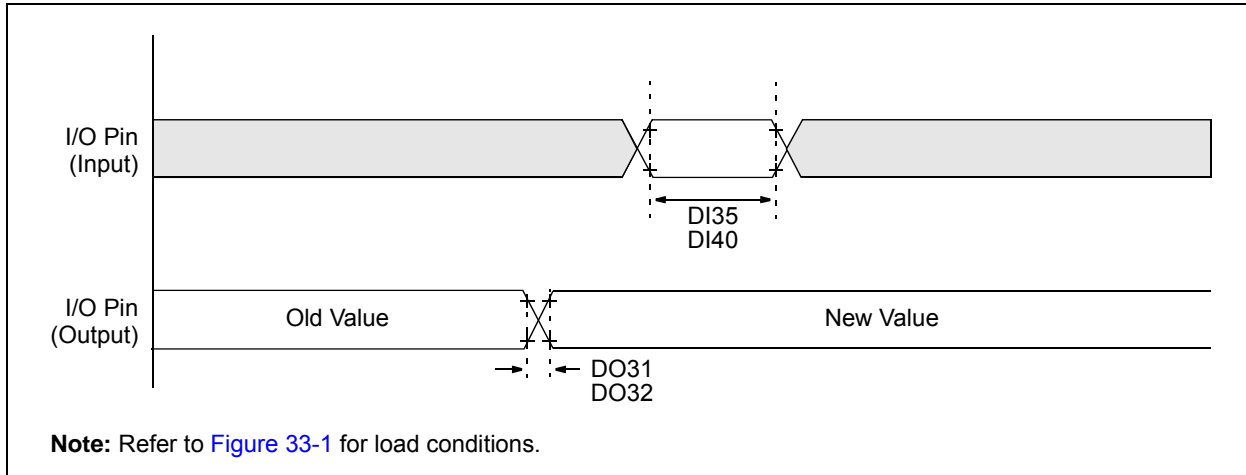 I/O Pin
(Input)
DI35
DI40
I/O Pin
(Output)
Old Value
New Value
DO31
DO32
Note: Refer to Figure 33-1 for load conditions.